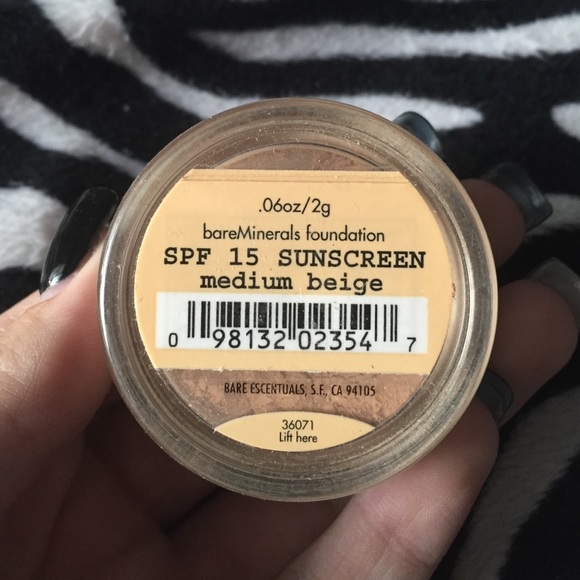 .06oz/2g
bareMinerals foundation
SPF 15 SUNSCREEN
medium beige
0 98132 02354 7
BARE ESCENTUALS, S.F., CA 94105
36071
Lift here